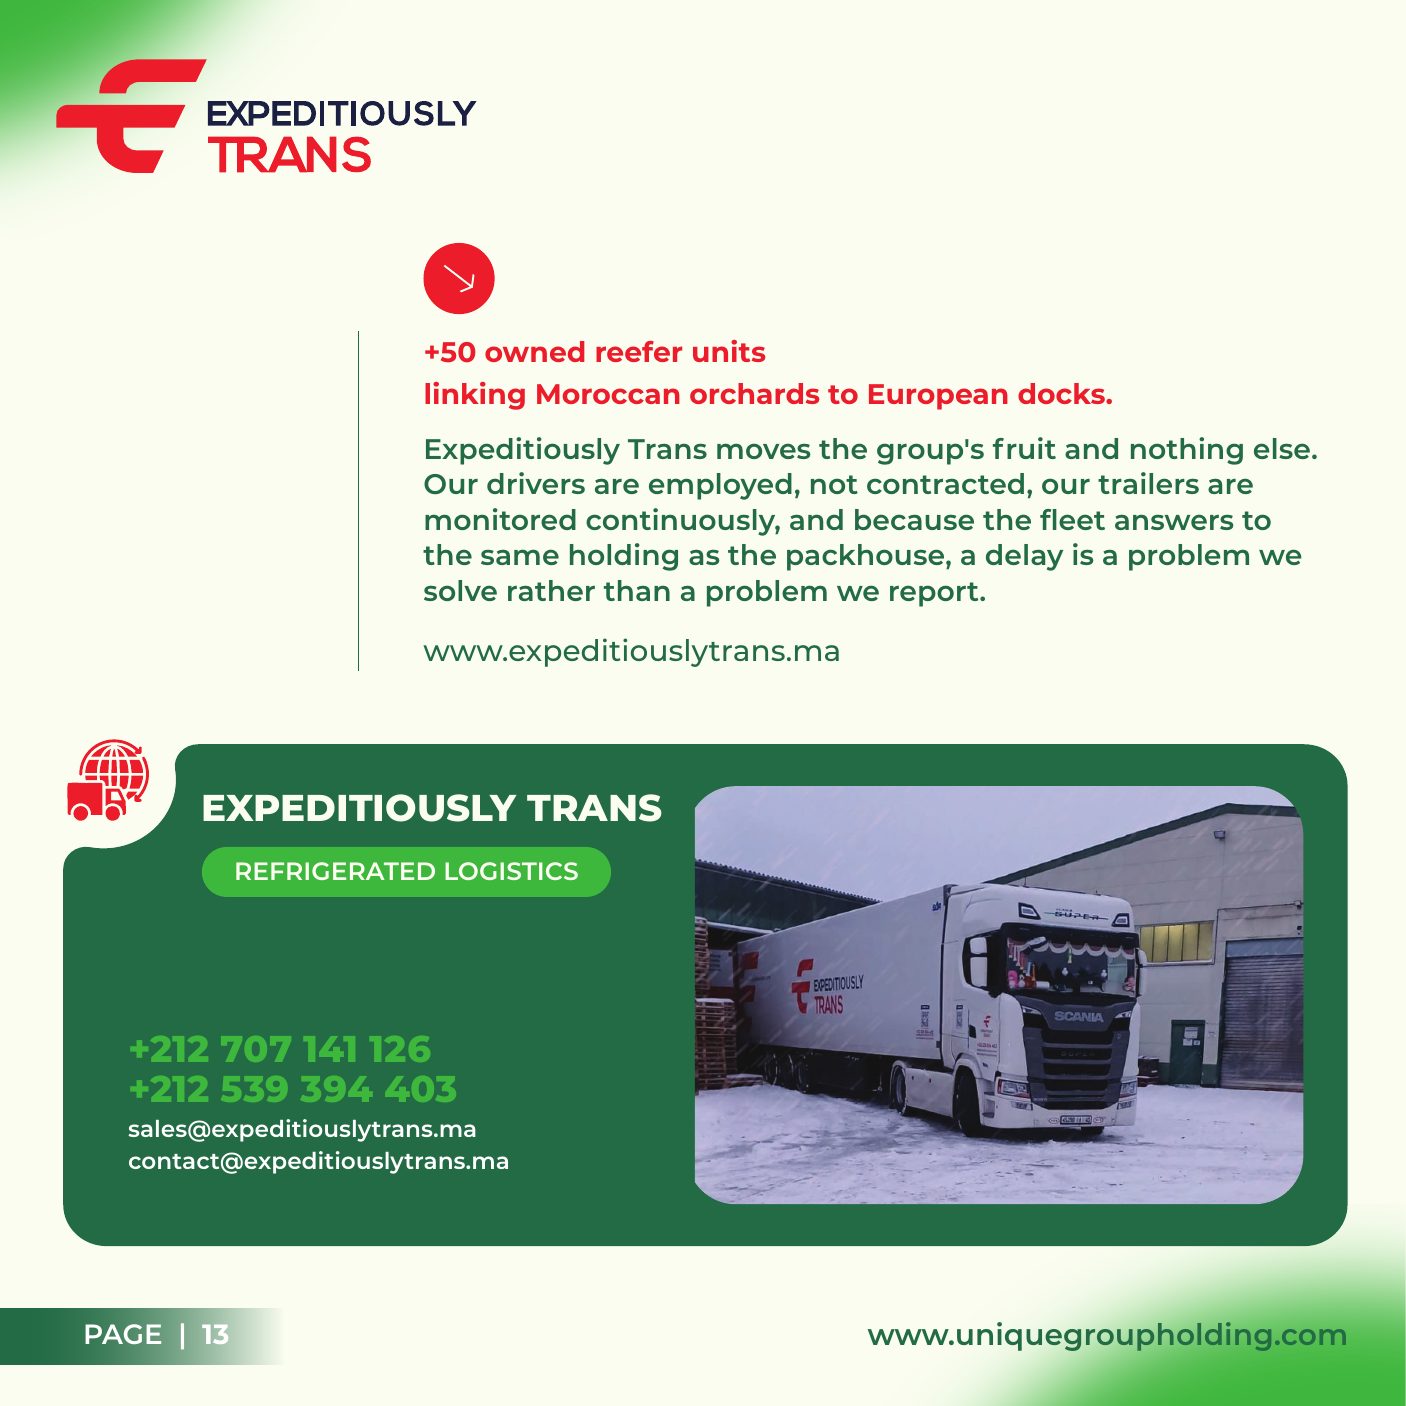 EXPEDITIOUSLY
TRANS
+50 owned reefer units
linking Moroccan orchards to European docks.
Expeditiously Trans moves the group's fruit and nothing else.
Our drivers are employed, not contracted, our trailers are
monitored continuously, and because the fleet answers to
the same holding as the packhouse, a delay is a problem we
solve rather than a problem we report.
www.expeditiouslytrans.ma
EXPEDITIOUSLY TRANS
REFRIGERATED LOGISTICS
+212 707 141 126
+212 539 394 403
sales@expeditiouslytrans.ma
contact@expeditiouslytrans.ma
SUPER
EXPEDITIOUSLY
TRANS
SCANIA
PAGE | 13
www.uniquegroupholding.com